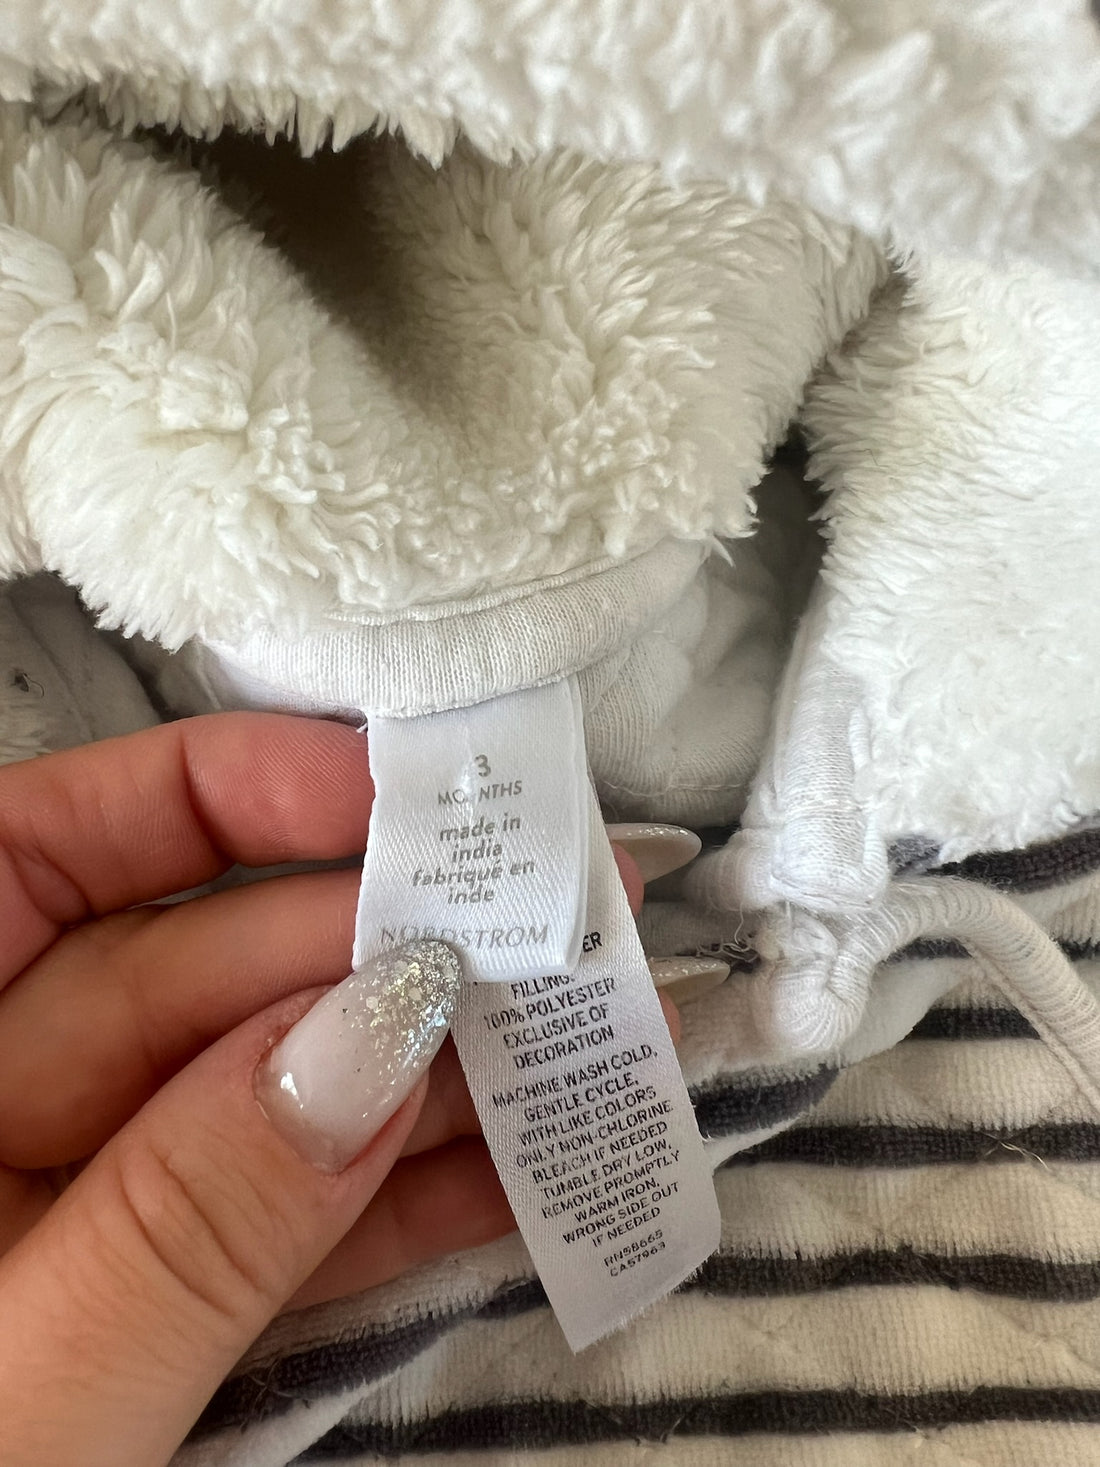 3
MONTHS
made in
india
fabriqué en
inde
NORDSTROM
FILLING:
100% POLYESTER
EXCLUSIVE OF
DECORATION
MACHINE WASH COLD,
GENTLE CYCLE,
WITH LIKE COLORS
ONLY NON-CHLORINE
BLEACH IF NEEDED
TUMBLE DRY LOW,
REMOVE PROMPTLY
WARM IRON,
WRONG SIDE OUT
IF NEEDED
RN58665
CA57963